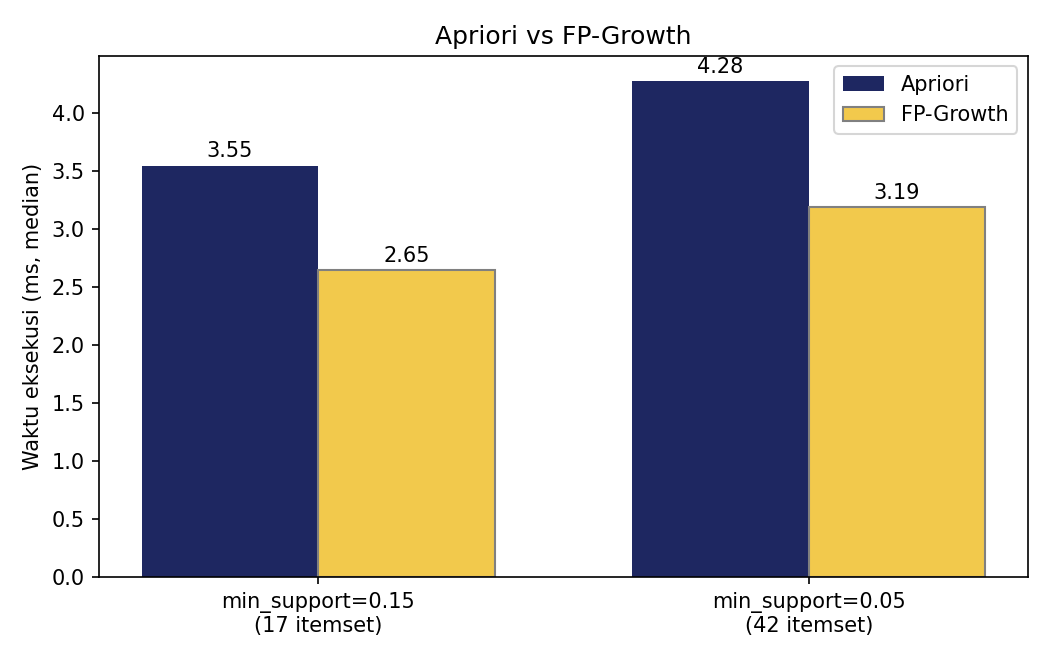 Apriori vs FP-Growth
Waktu eksekusi (ms, median)
4.0
3.5
3.0
2.5
2.0
1.5
1.0
0.5
0.0
3.55
2.65
4.28
3.19
Apriori
FP-Growth
min_support=0.15
(17 itemset)
min_support=0.05
(42 itemset)